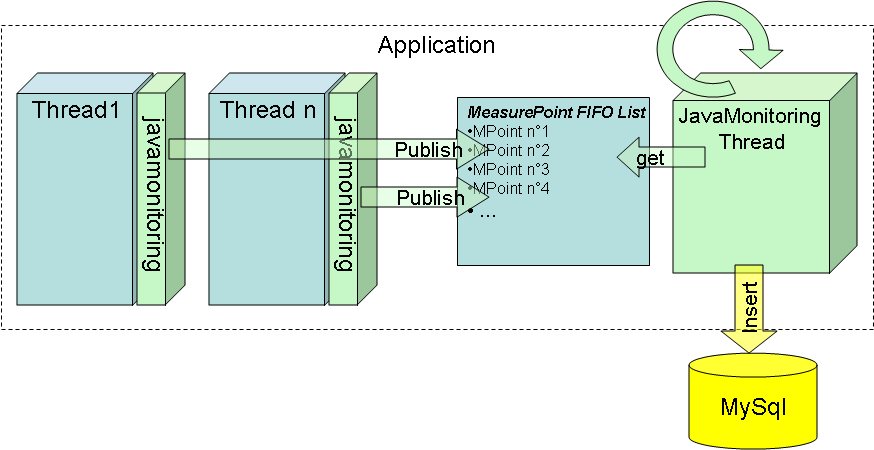 Application
Thread1
javamonitoring
Thread n
javamonitoring
MeasurePoint FIFO List
•MPoint n°1
•MPoint n°2
•MPoint n°3
•MPoint n°4
• ...
Publish
Publish
get
JavaMonitoring
Thread
Insert
MySql